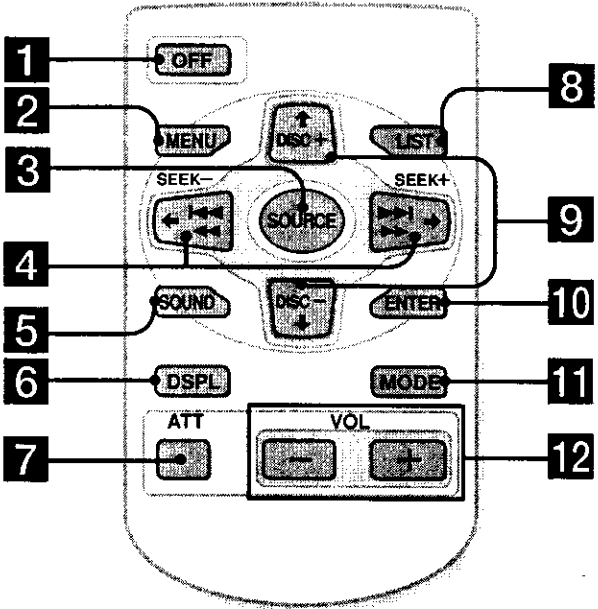 1 OFF
2 MENU DISC + LIST 8
3 SEEK− SEEK+
SOURCE 9
4
5 SOUND DISC − ENTER 10
6 DSPL MODE 11
ATT VOL
7 − + 12